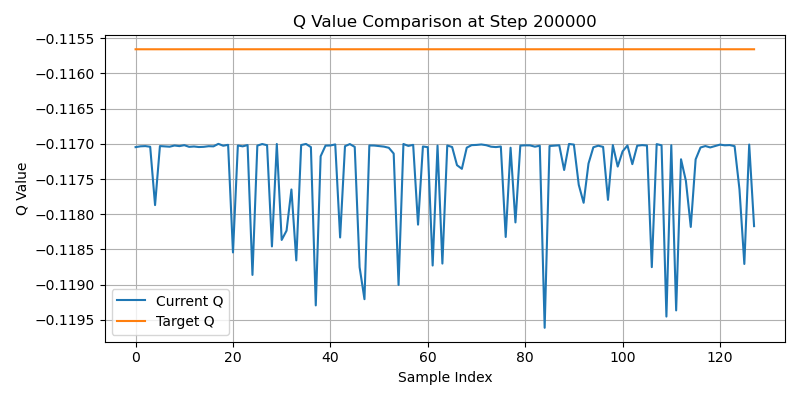 Q Value Comparison at Step 200000
−0.1155
−0.1160
−0.1165
−0.1170
−0.1175
−0.1180
−0.1185
−0.1190
−0.1195
Q Value
Current Q
Target Q
0 20 40 60 80 100 120
Sample Index